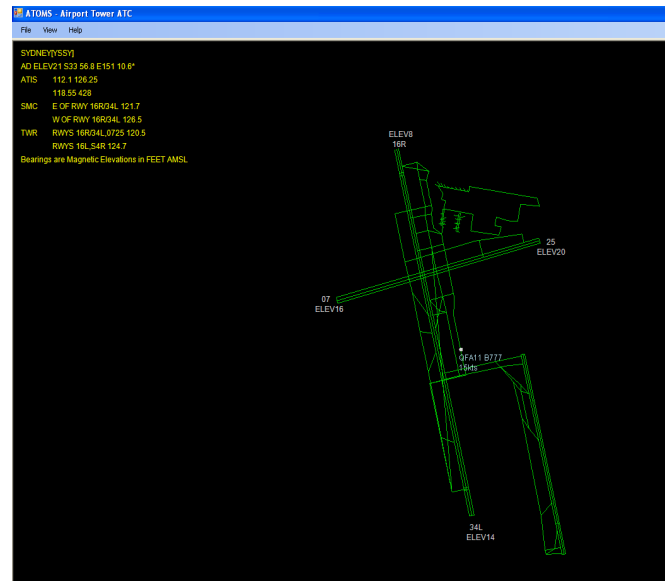 ATOMS - Airport Tower ATC
File View Help
SYDNEY[YSSY]
AD ELEV21 S33 56.8 E151 10.6*
ATIS 112.1 126.25
118.55 428
SMC E OF RWY 16R/34L 121.7
W OF RWY 16R/34L 126.5
TWR RWYS 16R/34L,0725 120.5
RWYS 16L,S4R 124.7
Bearings are Magnetic Elevations in FEET AMSL
ELEV8
16R
25
ELEV20
07
ELEV16
QFA11 B777
15kts
34L
ELEV14